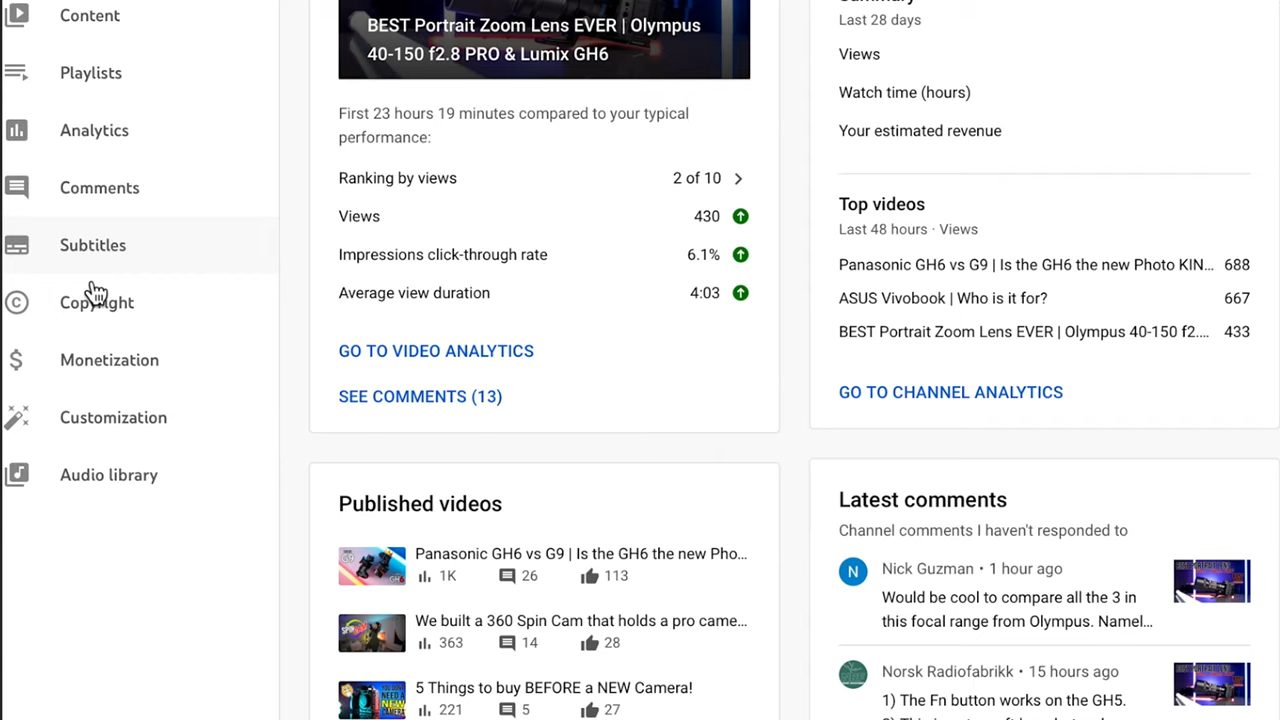 Content
Playlists
Analytics
Comments
Subtitles
Copyright
Monetization
Customization
Audio library
BEST Portrait Zoom Lens EVER | Olympus
40-150 f2.8 PRO & Lumix GH6
First 23 hours 19 minutes compared to your typical
performance:
Ranking by views 2 of 10
Views 430
Impressions click-through rate 6.1%
Average view duration 4:03
GO TO VIDEO ANALYTICS
SEE COMMENTS (13)
Published videos
Panasonic GH6 vs G9 | Is the GH6 the new Pho...
1K 26 113
We built a 360 Spin Cam that holds a pro came...
363 14 28
5 Things to buy BEFORE a NEW Camera!
221 5 27
Summary
Last 28 days
Views
Watch time (hours)
Your estimated revenue
Top videos
Last 48 hours · Views
Panasonic GH6 vs G9 | Is the GH6 the new Photo KIN... 688
ASUS Vivobook | Who is it for? 667
BEST Portrait Zoom Lens EVER | Olympus 40-150 f2.... 433
GO TO CHANNEL ANALYTICS
Latest comments
Channel comments I haven't responded to
N
Nick Guzman • 1 hour ago
Would be cool to compare all the 3 in
this focal range from Olympus. Namel...
Norsk Radiofabrikk • 15 hours ago
1) The Fn button works on the GH5.